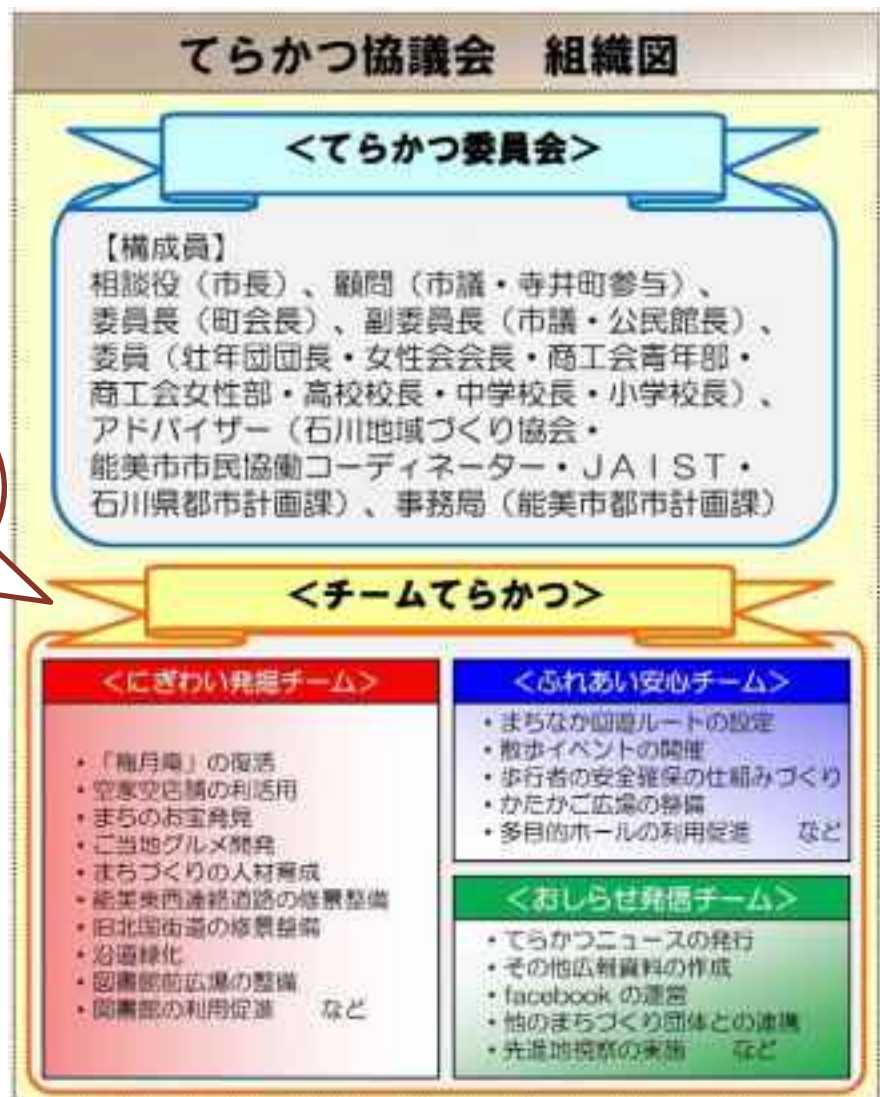 てらかつ協議会　組織図
＜てらかつ委員会＞
【構成員】
相談役（市長）、顧問（市議・寺井町参与）、
委員長（町会長）、副委員長（市議・公民館長）、
委員（壮年団団長・女性会会長・商工会青年部・
商工会女性部・高校校長・中学校長・小学校長）、
アドバイザー（石川地域づくり協会・
能美市市民協働コーディネーター・ＪＡＩＳＴ・
石川県都市計画課）、事務局（能美市都市計画課）
＜チームてらかつ＞
＜にぎわい発掘チーム＞
・「梅月庵」の復活
・空家空店舗の利活用
・まちのお宝発見
・ご当地グルメ開発
・まちづくりの人材育成
・能美東西連絡道路の修景整備
・旧北国街道の修景整備
・沿道緑化
・図書館前広場の整備
・図書館の利用促進　など
＜ふれあい安心チーム＞
・まちなか回遊ルートの設定
・散歩イベントの開催
・歩行者の安全確保の仕組みづくり
・かたかご広場の整備
・多目的ホールの利用促進　など
＜おしらせ発信チーム＞
・てらかつニュースの発行
・その他広報資料の作成
・facebook の運営
・他のまちづくり団体との連携
・先進地視察の実施　など